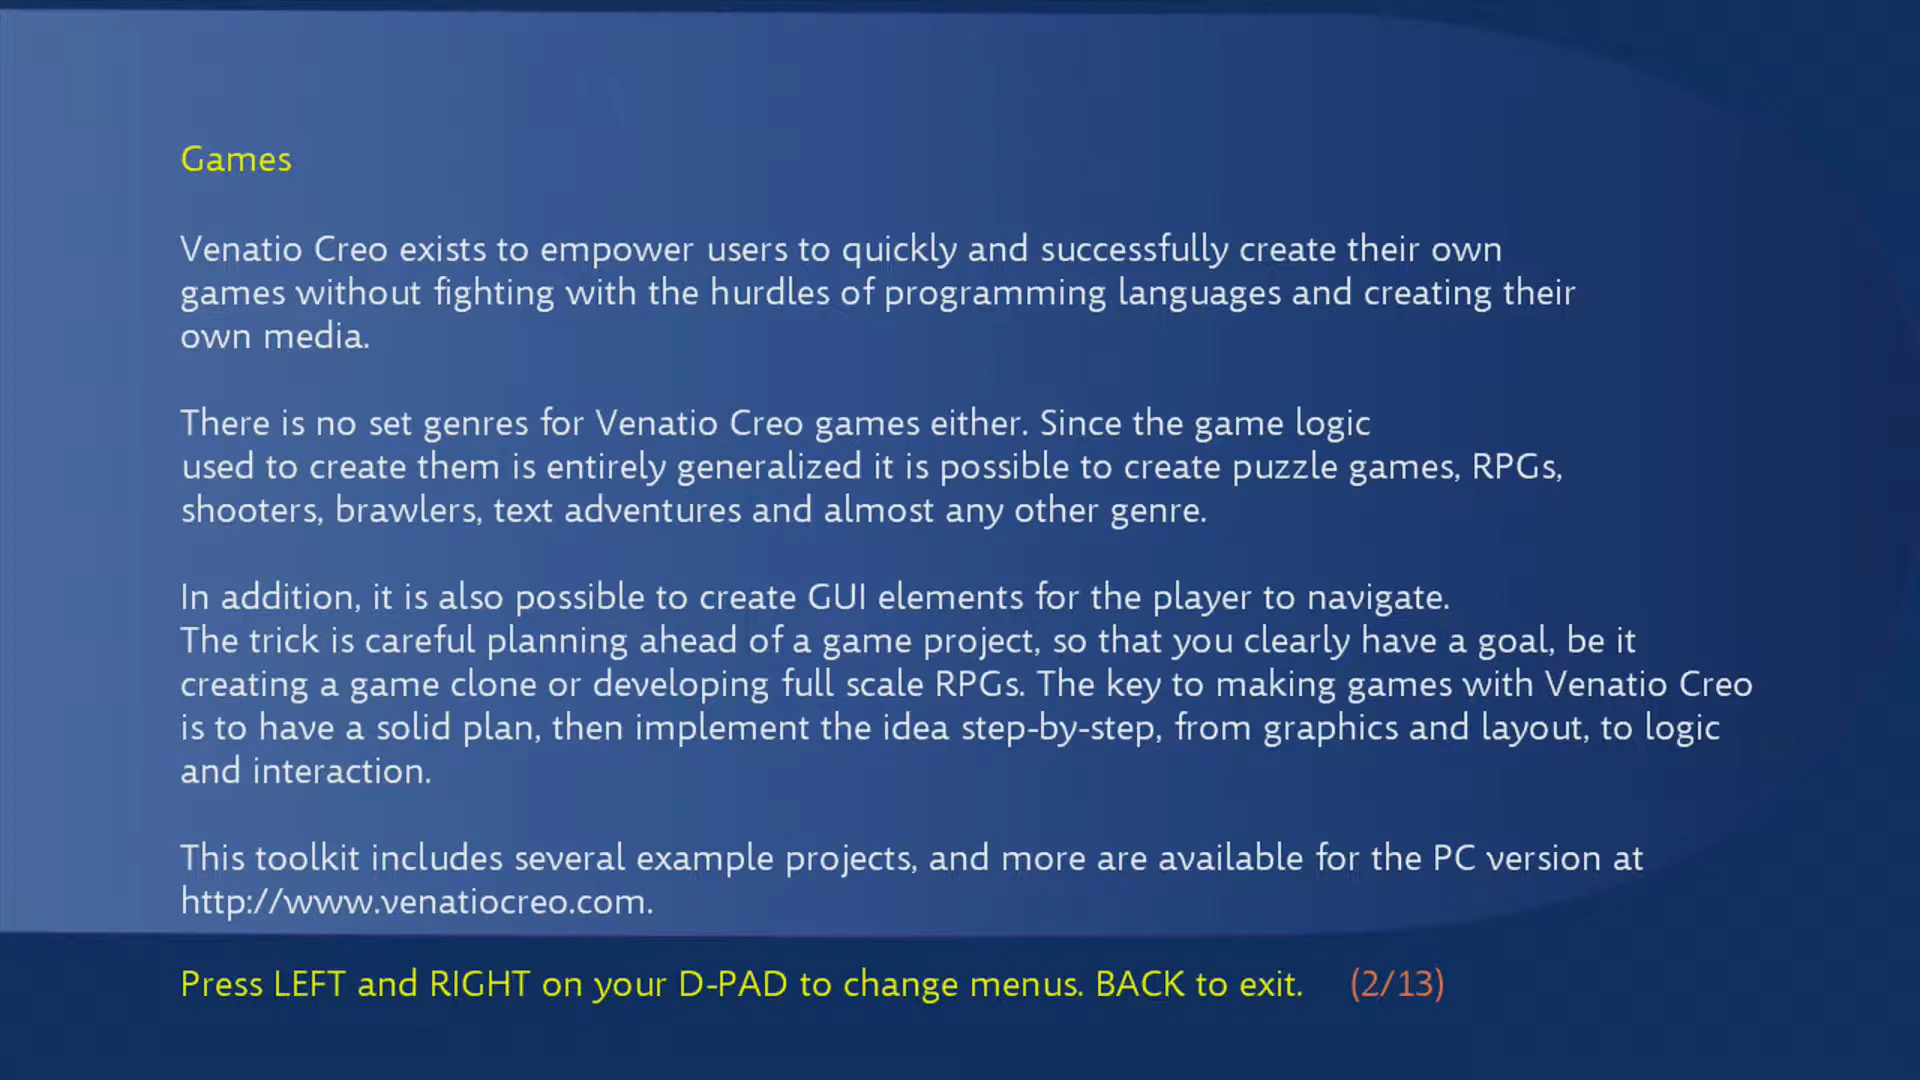 Games
Venatio Creo exists to empower users to quickly and successfully create their own
games without fighting with the hurdles of programming languages and creating their
own media.
There is no set genres for Venatio Creo games either. Since the game logic
used to create them is entirely generalized it is possible to create puzzle games, RPGs,
shooters, brawlers, text adventures and almost any other genre.
In addition, it is also possible to create GUI elements for the player to navigate.
The trick is careful planning ahead of a game project, so that you clearly have a goal, be it
creating a game clone or developing full scale RPGs. The key to making games with Venatio Creo
is to have a solid plan, then implement the idea step-by-step, from graphics and layout, to logic
and interaction.
This toolkit includes several example projects, and more are available for the PC version at
http://www.venatiocreo.com.
Press LEFT and RIGHT on your D-PAD to change menus. BACK to exit. (2/13)